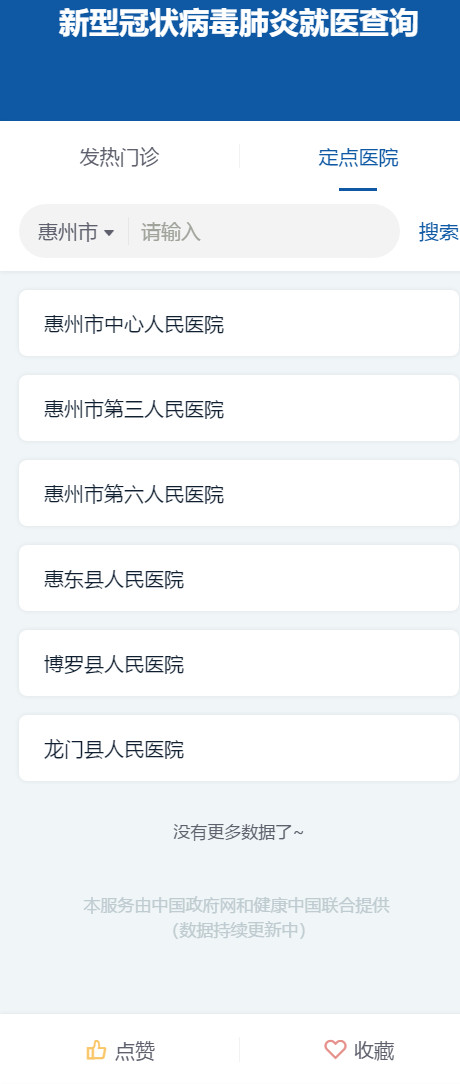 新型冠状病毒肺炎就医查询
发热门诊
定点医院
惠州市
请输入
搜索
惠州市中心人民医院
惠州市第三人民医院
惠州市第六人民医院
惠东县人民医院
博罗县人民医院
龙门县人民医院
没有更多数据了~
本服务由中国政府网和健康中国联合提供
（数据持续更新中）
点赞
收藏